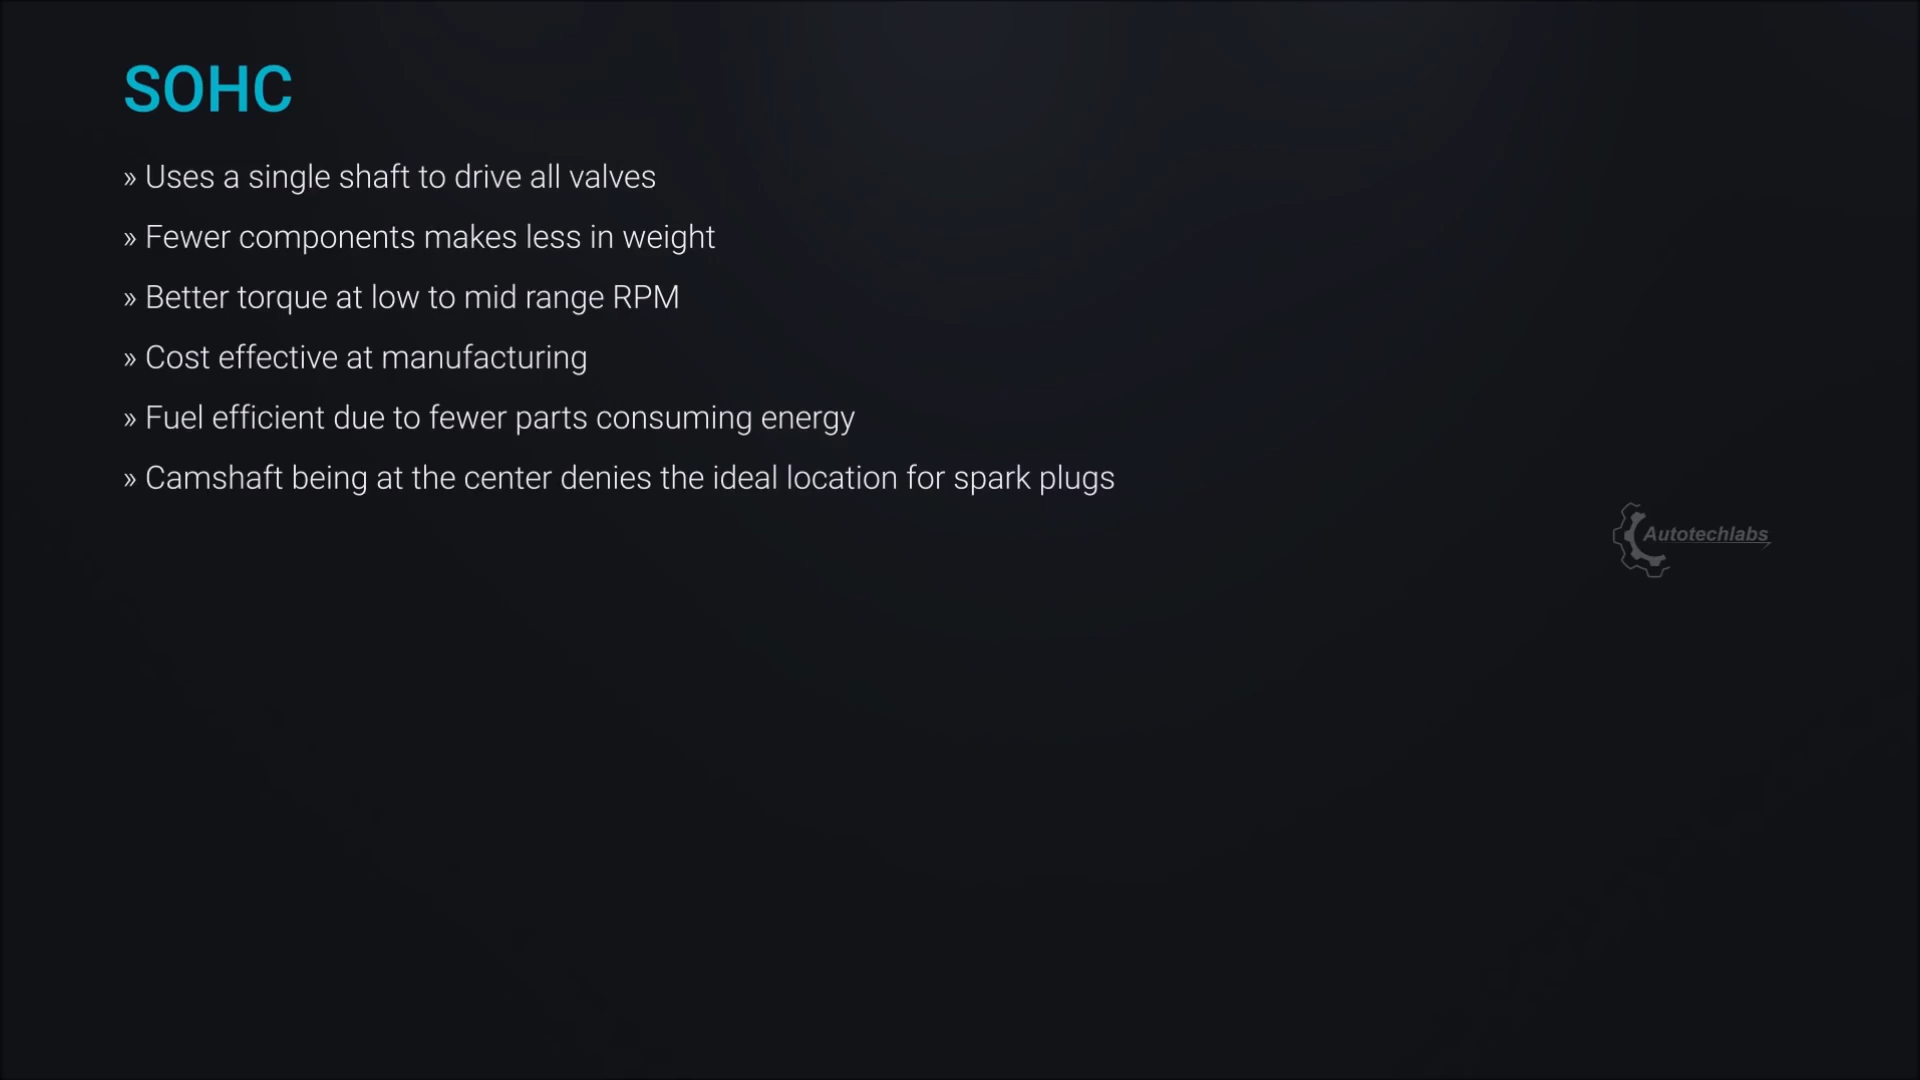 SOHC
» Uses a single shaft to drive all valves
» Fewer components makes less in weight
» Better torque at low to mid range RPM
» Cost effective at manufacturing
» Fuel efficient due to fewer parts consuming energy
» Camshaft being at the center denies the ideal location for spark plugs
Autotechlabs